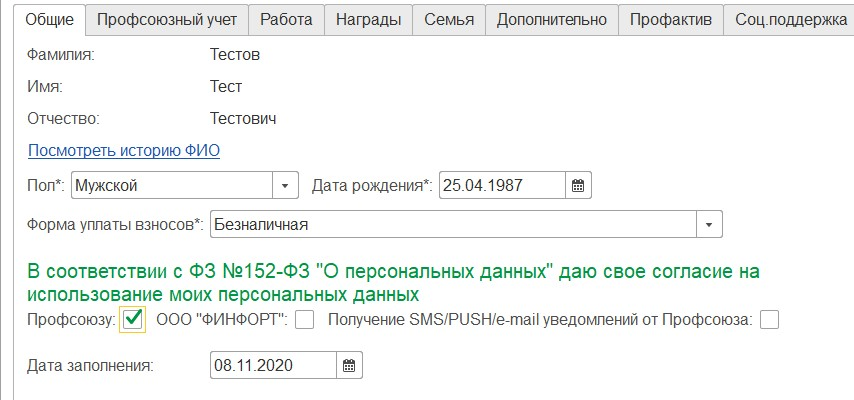 Общие Профсоюзный учет Работа Награды Семья Дополнительно Профактив Соц.поддержка
Фамилия: Тестов
Имя: Тест
Отчество: Тестович
Посмотреть историю ФИО
Пол*: Мужской Дата рождения*: 25.04.1987
Форма уплаты взносов*: Безналичная
В соответствии с ФЗ №152-ФЗ "О персональных данных" даю свое согласие на
использование моих персональных данных
Профсоюзу: ООО "ФИНФОРТ": Получение SMS/PUSH/e-mail уведомлений от Профсоюза:
Дата заполнения: 08.11.2020